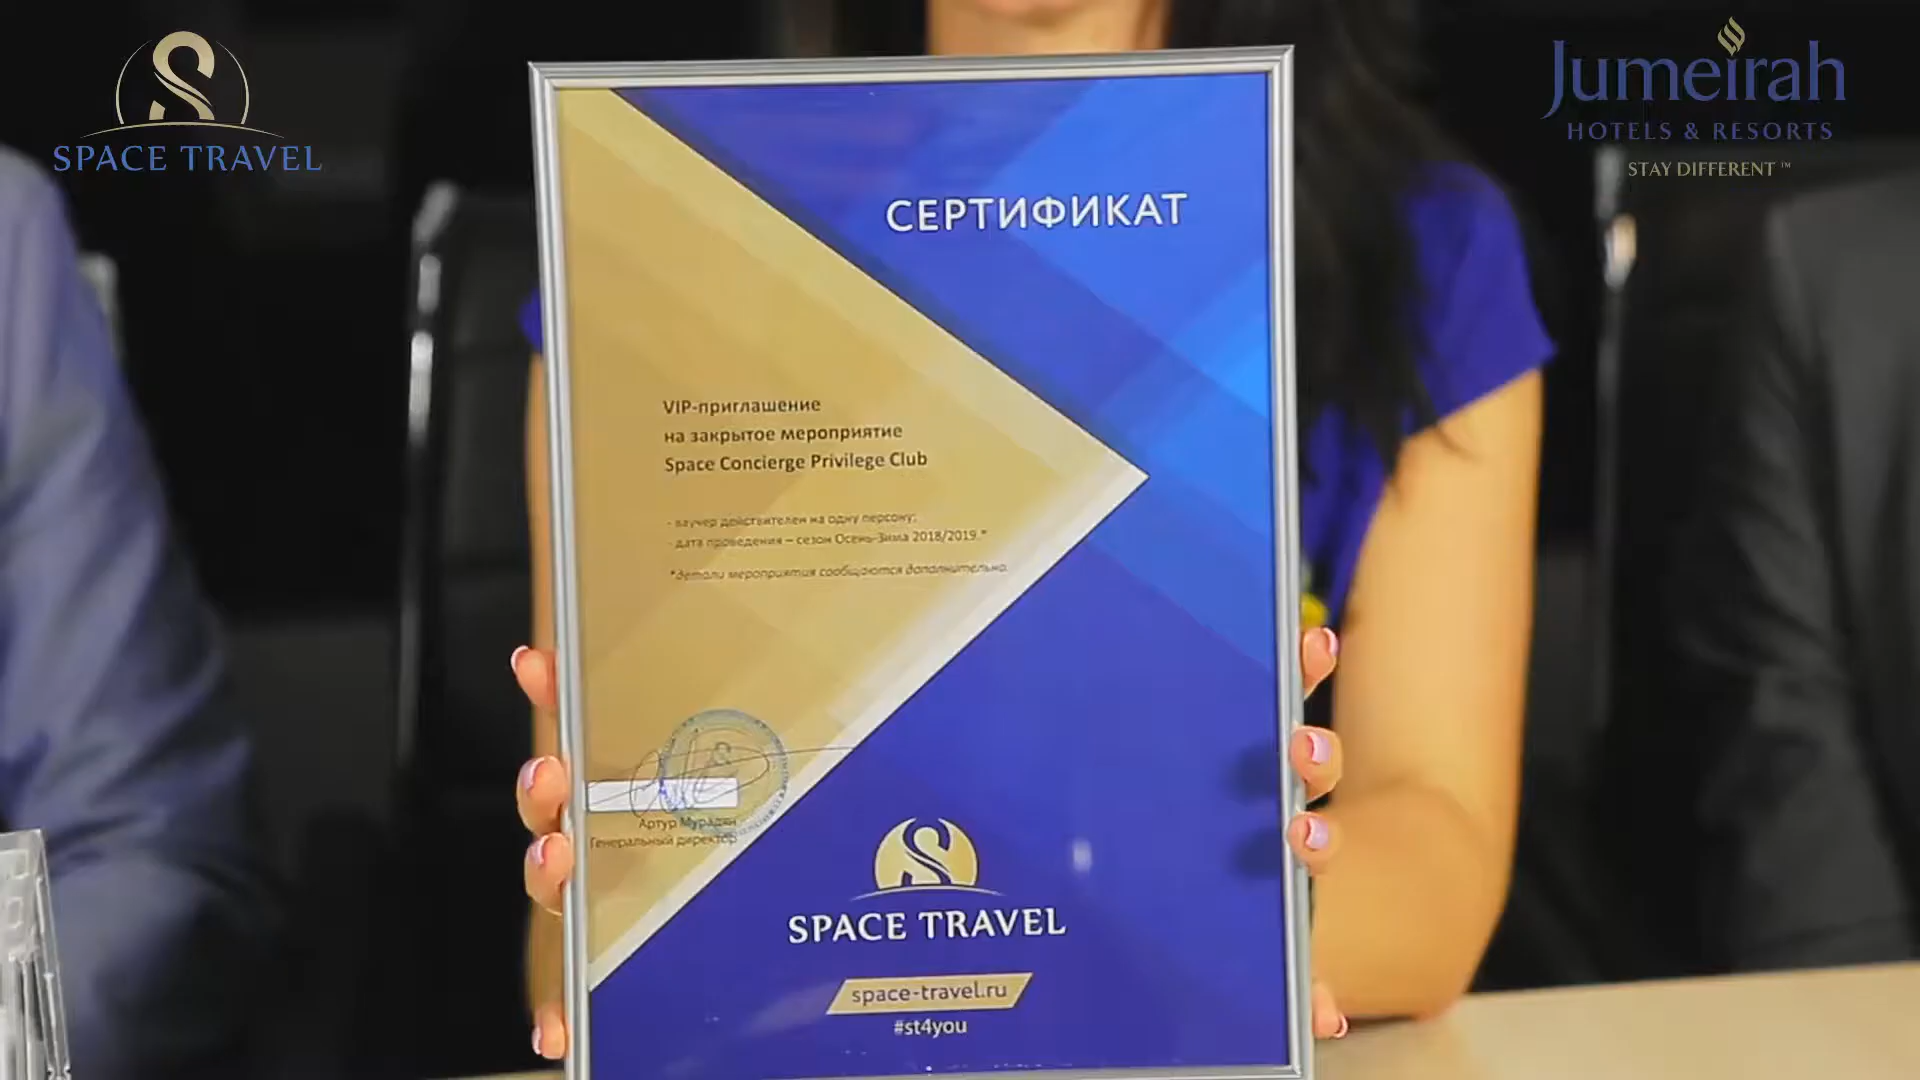 SPACE TRAVEL
Jumeirah
HOTELS & RESORTS
STAY DIFFERENT™
СЕРТИФИКАТ
VIP-приглашение
на закрытое мероприятие
Space Concierge Privilege Club
- ваучер действителен на одну персону;
- дата проведения – сезон Осень-Зима 2018/2019.*
*детали мероприятия сообщаются дополнительно.
Артур Мурадян
Генеральный директор
SPACE TRAVEL
space-travel.ru
#st4you